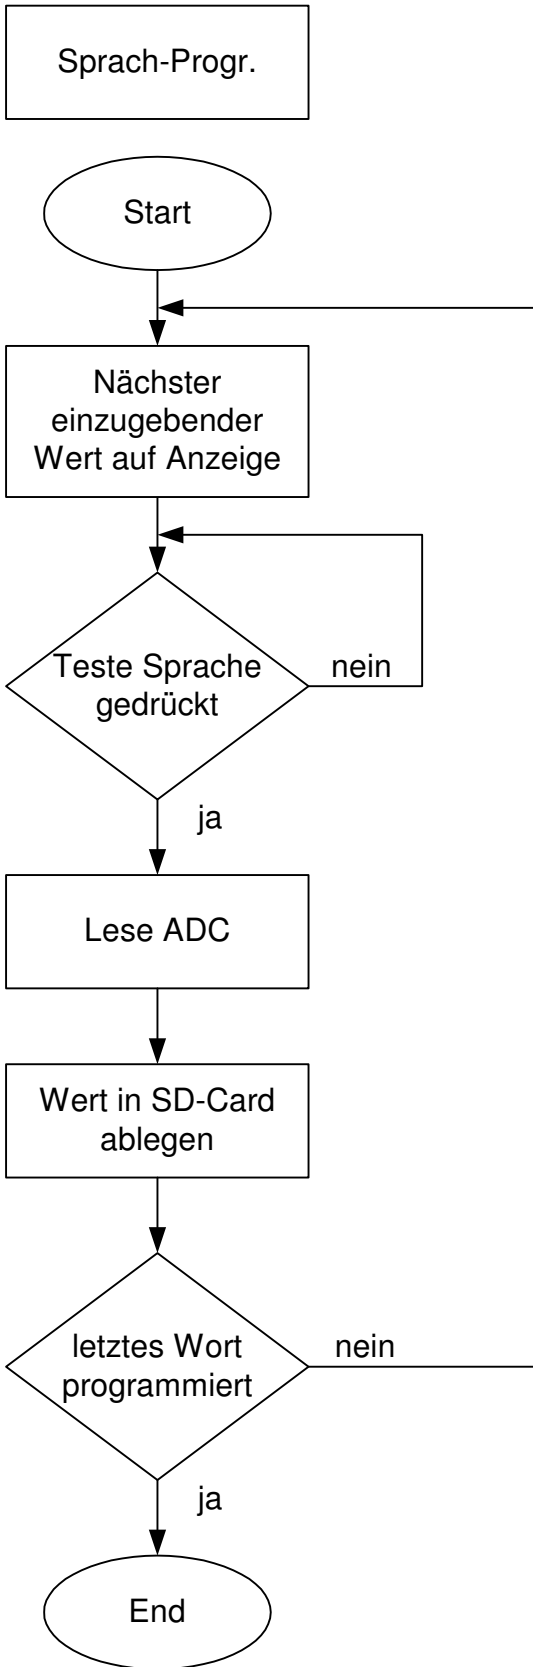 Sprach-Progr.
Start
Nächster
einzugebender
Wert auf Anzeige
Teste Sprache
gedrückt
nein
ja
Lese ADC
Wert in SD-Card
ablegen
letztes Wort
programmiert
nein
ja
End